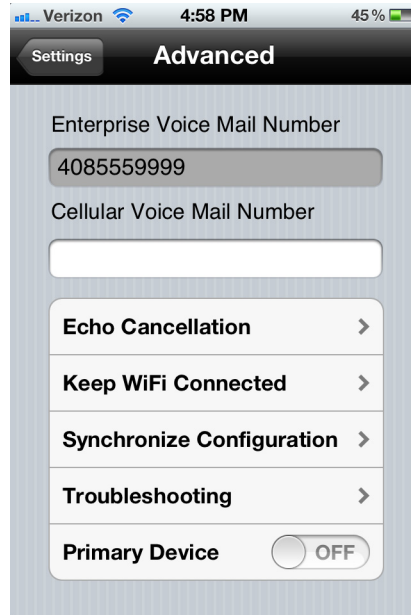 Verizon 4:58 PM 45%
Settings Advanced
Enterprise Voice Mail Number
4085559999
Cellular Voice Mail Number
Echo Cancellation
Keep WiFi Connected
Synchronize Configuration
Troubleshooting
Primary Device OFF